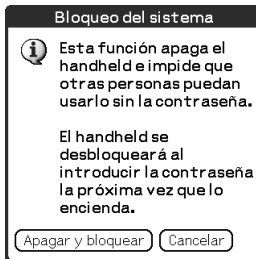 Bloqueo del sistema
Esta función apaga el
handheld e impide que
otras personas puedan
usarlo sin la contraseña.
El handheld se
desbloqueará al
introducir la contraseña
la próxima vez que lo
encienda.
Apagar y bloquear Cancelar